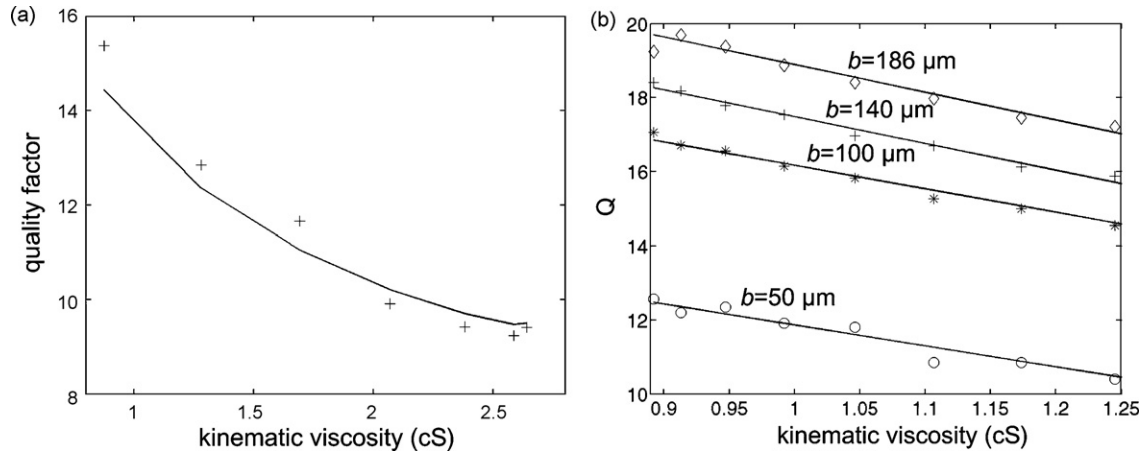 (a)
16
14
12
10
8
quality factor
1
1.5
2
2.5
kinematic viscosity (cS)
(b)
20
18
16
14
12
10
Q
b=186 µm
b=140 µm
b=100 µm
b=50 µm
0.9
0.95
1
1.05
1.1
1.15
1.2
1.25
kinematic viscosity (cS)